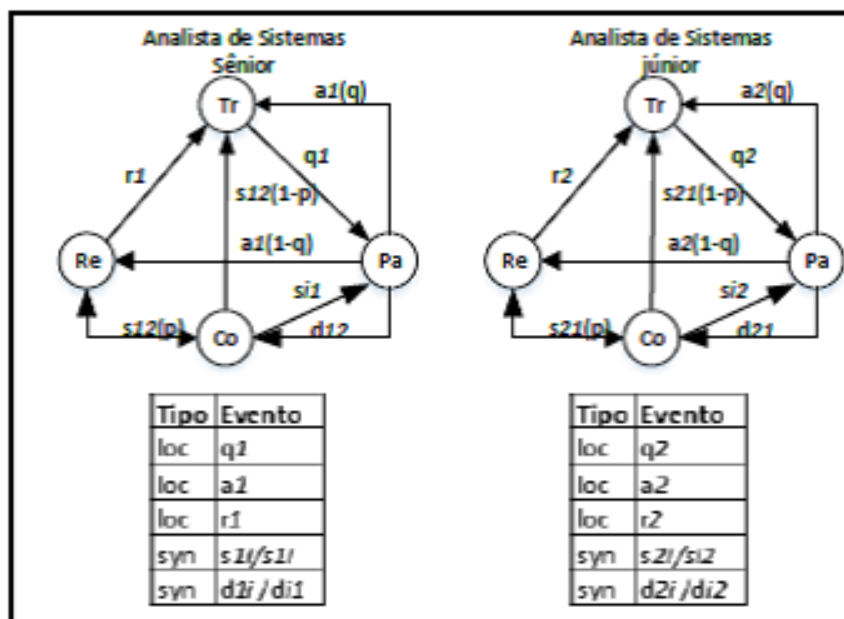 Analista de Sistemas
Sênior
Tr
a1(q)
q1
r1
s12(1-p)
a1(1-q)
Re
Pa
si1
s12(p)
d12
Co
Tipo Evento
loc q1
loc a1
loc r1
syn
syn d1i/di1
Analista de Sistemas
júnior
Tr
a2(q)
q2
r2
s21(1-p)
a2(1-q)
Re
Pa
si2
s21(p)
d21
Co
Tipo Evento
loc q2
loc a2
loc r2
syn s2i/si2
syn d2i/di2